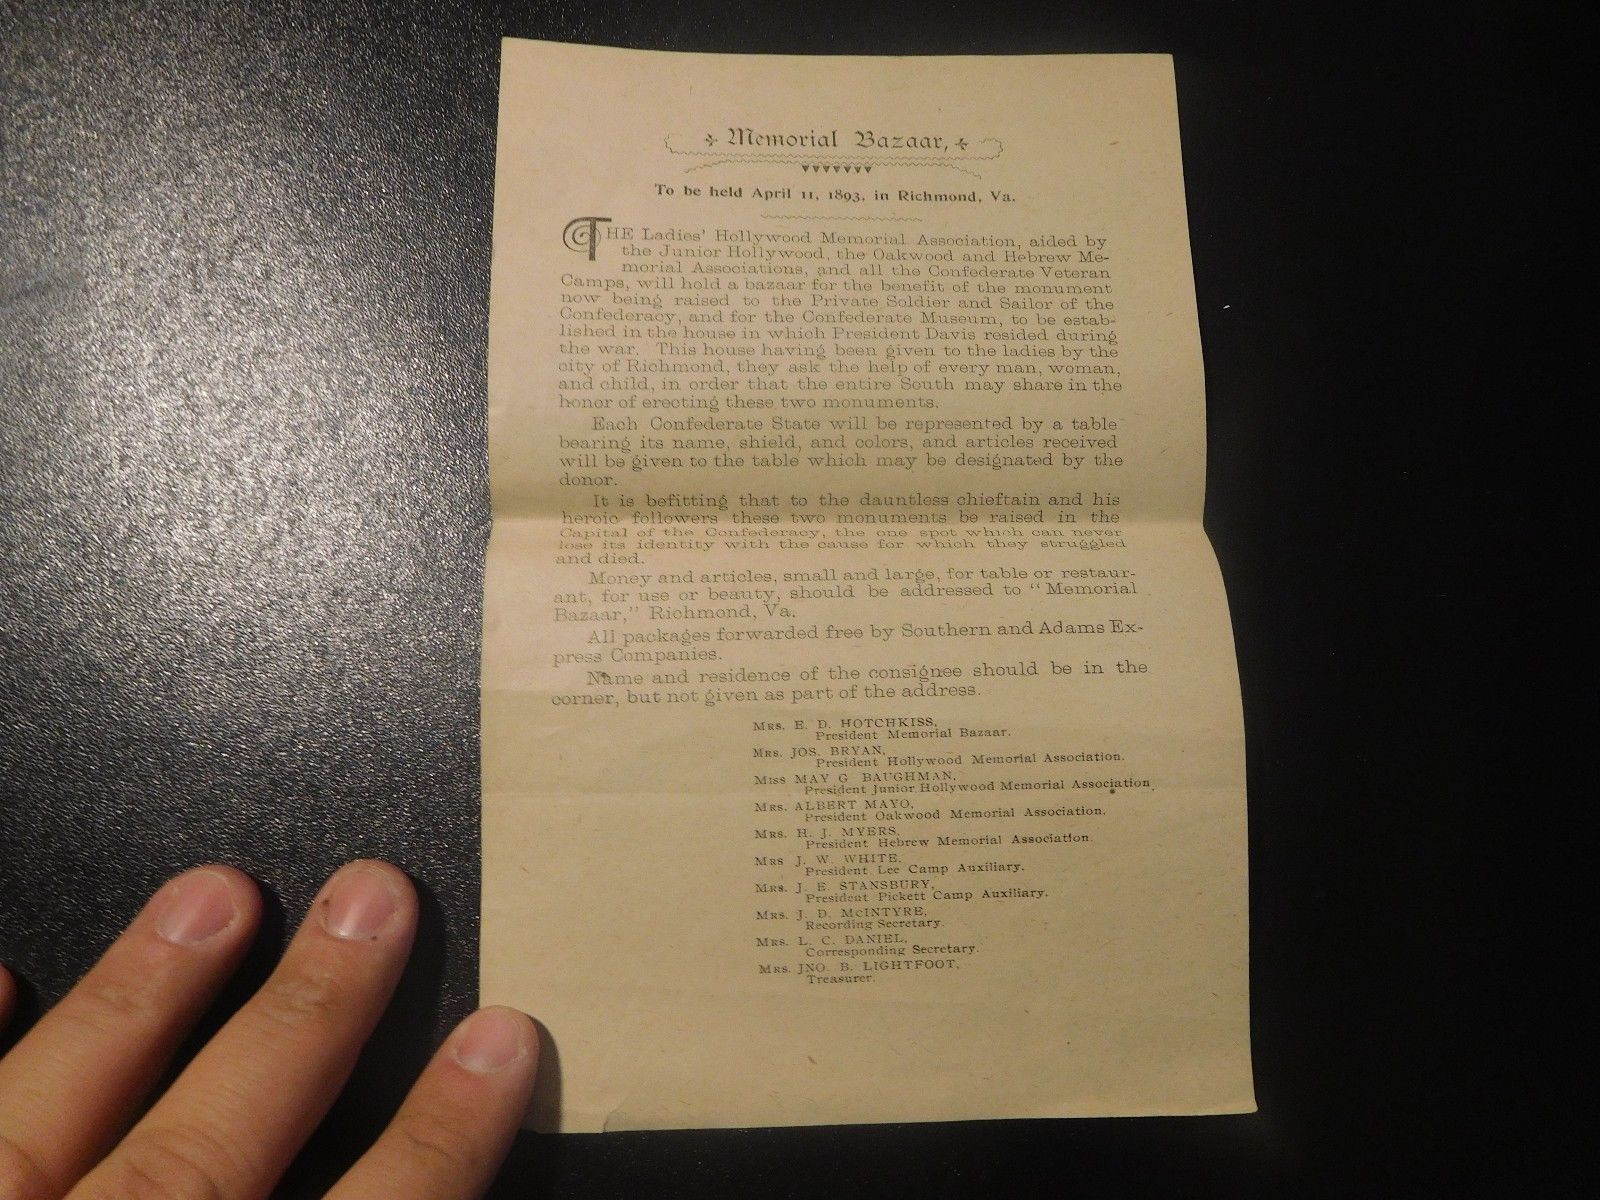 Memorial Bazaar,
To be held April 11, 1893, in Richmond, Va.
THE Ladies' Hollywood Memorial Association, aided by
the Junior Hollywood, the Oakwood and Hebrew Me-
morial Associations, and all the Confederate Veteran
Camps, will hold a bazaar for the benefit of the monument
now being raised to the Private Soldier and Sailor of the
Confederacy, and for the Confederate Museum, to be estab-
lished in the house in which President Davis resided during
the war. This house having been given to the ladies by the
city of Richmond, they ask the help of every man, woman,
and child, in order that the entire South may share in the
honor of erecting these two monuments.
Each Confederate State will be represented by a table
bearing its name, shield, and colors, and articles received
will be given to the table which may be designated by the
donor.
It is befitting that to the dauntless chieftain and his
heroic followers these two monuments be raised in the
Capital of the Confederacy, the one spot which can never
lose its identity with the cause for which they struggled
and died.
Money and articles, small and large, for table or restaur-
ant, for use or beauty, should be addressed to "Memorial
Bazaar," Richmond, Va.
All packages forwarded free by Southern and Adams Ex-
press Companies.
Name and residence of the consignee should be in the
corner, but not given as part of the address.
MRS. E. D. HOTCHKISS,
President Memorial Bazaar.
MRS. JOS. BRYAN,
President Hollywood Memorial Association.
MISS MAY G BAUGHMAN,
President Junior Hollywood Memorial Association.
MRS. ALBERT MAYO,
President Oakwood Memorial Association.
MRS. H. J. MYERS,
President Hebrew Memorial Association.
MRS J. W. WHITE.
President Lee Camp Auxiliary.
MRS. J. E. STANSBURY,
President Pickett Camp Auxiliary.
MRS. J. D. McINTYRE,
Recording Secretary.
MRS. L. C. DANIEL,
Corresponding Secretary.
MRS. JNO. B. LIGHTFOOT,
Treasurer.